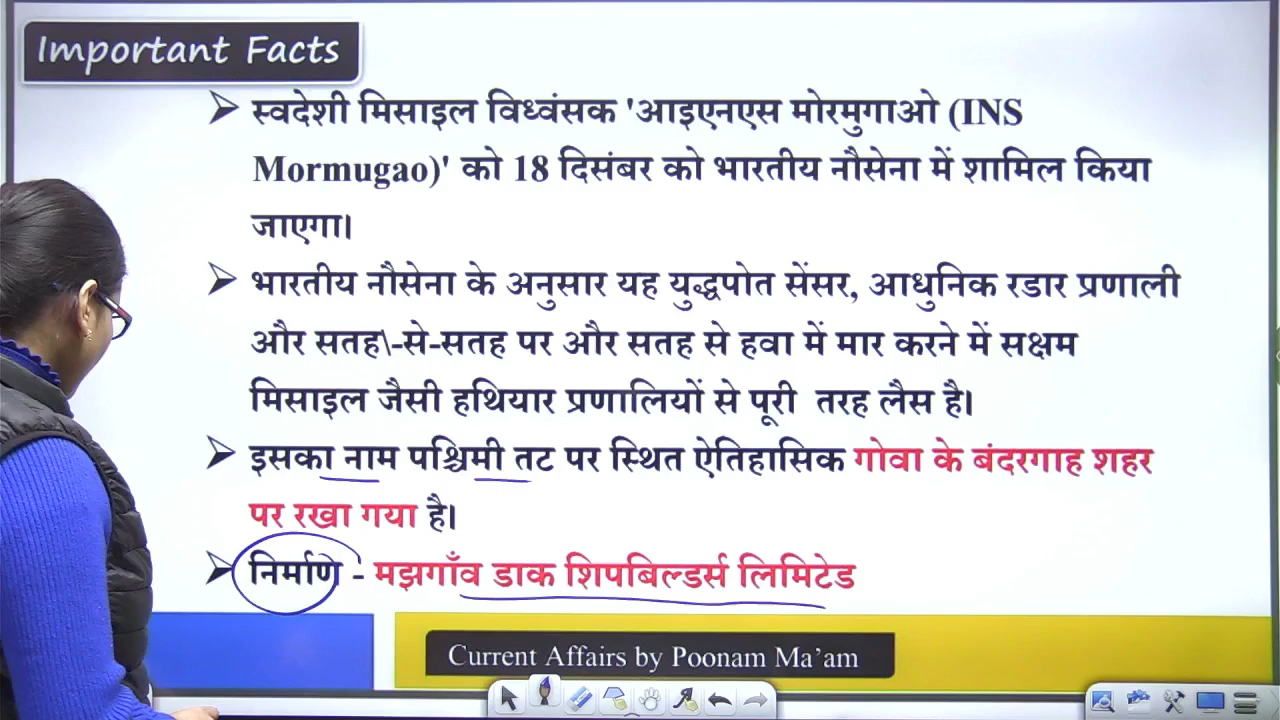 Important Facts
स्वदेशी मिसाइल विध्वंसक 'आइएनएस मोरमुगाओ (INS
Mormugao)' को 18 दिसंबर को भारतीय नौसेना में शामिल किया
जाएगा।
भारतीय नौसेना के अनुसार यह युद्धपोत सेंसर, आधुनिक रडार प्रणाली
और सतह\-से-सतह पर और सतह से हवा में मार करने में सक्षम
मिसाइल जैसी हथियार प्रणालियों से पूरी तरह लैस है।
इसका नाम पश्चिमी तट पर स्थित ऐतिहासिक गोवा के बंदरगाह शहर
पर रखा गया है।
निर्माण - मझगाँव डाक शिपबिल्डर्स लिमिटेड
Current Affairs by Poonam Ma'am